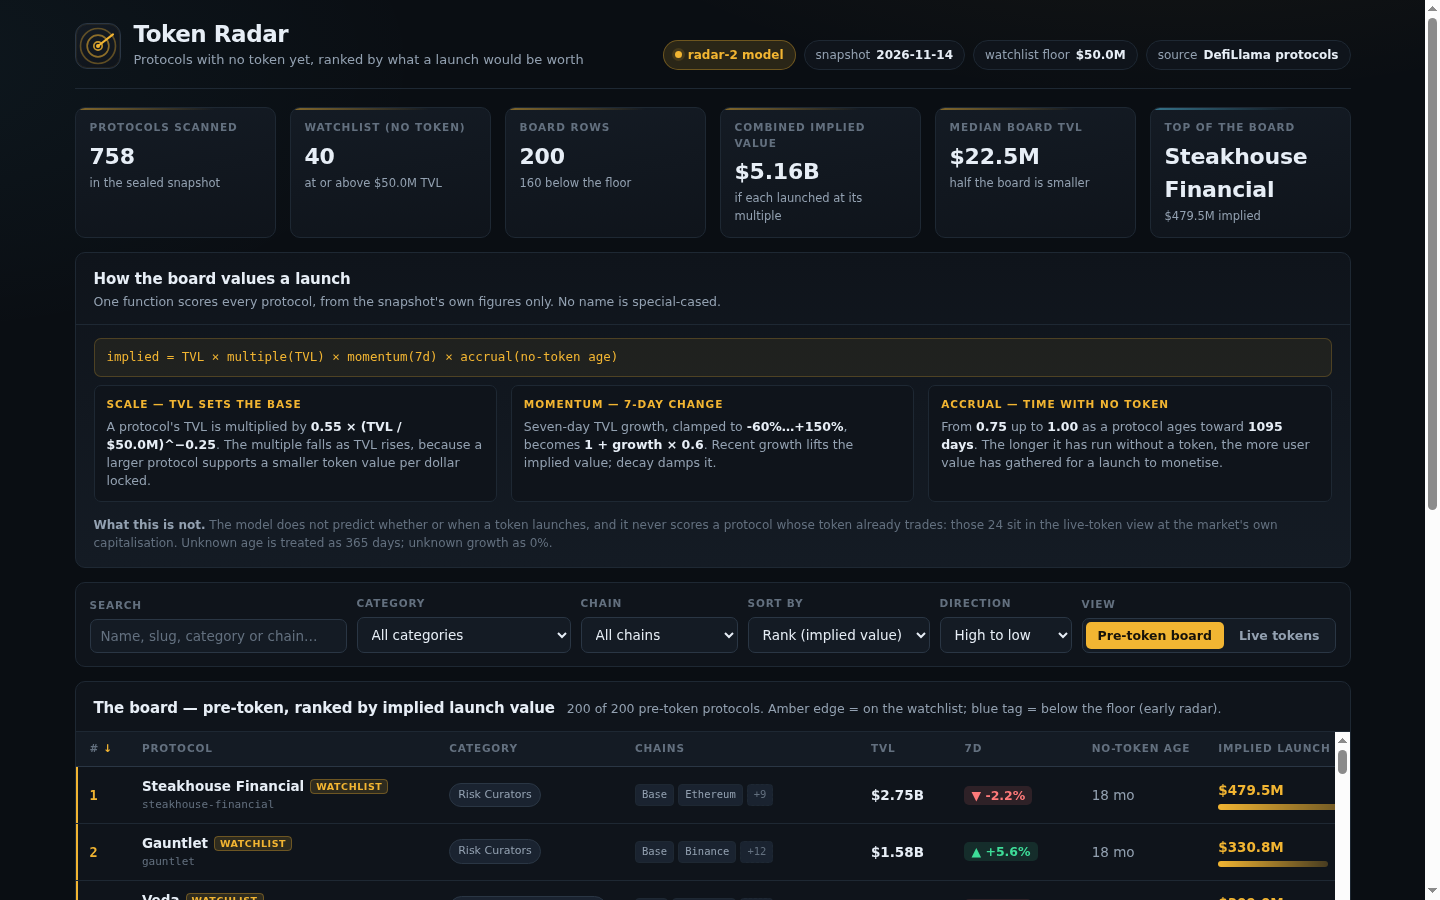 Token Radar
Protocols with no token yet, ranked by what a launch would be worth
radar-2 model
snapshot 2026-11-14
watchlist floor $50.0M
source DefiLlama protocols
PROTOCOLS SCANNED
758
in the sealed snapshot
WATCHLIST (NO TOKEN)
40
at or above $50.0M TVL
BOARD ROWS
200
160 below the floor
COMBINED IMPLIED
VALUE
$5.16B
if each launched at its
multiple
MEDIAN BOARD TVL
$22.5M
half the board is smaller
TOP OF THE BOARD
Steakhouse
Financial
$479.5M implied
How the board values a launch
One function scores every protocol, from the snapshot's own figures only. No name is special-cased.
implied = TVL × multiple(TVL) × momentum(7d) × accrual(no-token age)
SCALE — TVL SETS THE BASE
A protocol's TVL is multiplied by 0.55 × (TVL /
$50.0M)^−0.25. The multiple falls as TVL rises, because a
larger protocol supports a smaller token value per dollar
locked.
MOMENTUM — 7-DAY CHANGE
Seven-day TVL growth, clamped to -60%…+150%,
becomes 1 + growth × 0.6. Recent growth lifts the
implied value; decay damps it.
ACCRUAL — TIME WITH NO TOKEN
From 0.75 up to 1.00 as a protocol ages toward 1095
days. The longer it has run without a token, the more user
value has gathered for a launch to monetise.
What this is not. The model does not predict whether or when a token launches, and it never scores a protocol whose token already trades: those 24 sit in the live-token view at the market's own
capitalisation. Unknown age is treated as 365 days; unknown growth as 0%.
SEARCH
Name, slug, category or chain…
CATEGORY
All categories
CHAIN
All chains
SORT BY
Rank (implied value)
DIRECTION
High to low
VIEW
Pre-token board
Live tokens
The board — pre-token, ranked by implied launch value
200 of 200 pre-token protocols. Amber edge = on the watchlist; blue tag = below the floor (early radar).
# ↓ PROTOCOL CATEGORY CHAINS TVL 7D NO-TOKEN AGE IMPLIED LAUNCH
1 Steakhouse Financial WATCHLIST Risk Curators Base Ethereum +9 $2.75B ▼ -2.2% 18 mo $479.5M
steakhouse-financial
2 Gauntlet WATCHLIST Risk Curators Base Binance +12 $1.58B ▲ +5.6% 18 mo $330.8M
gauntlet
Veda WATCHLIST